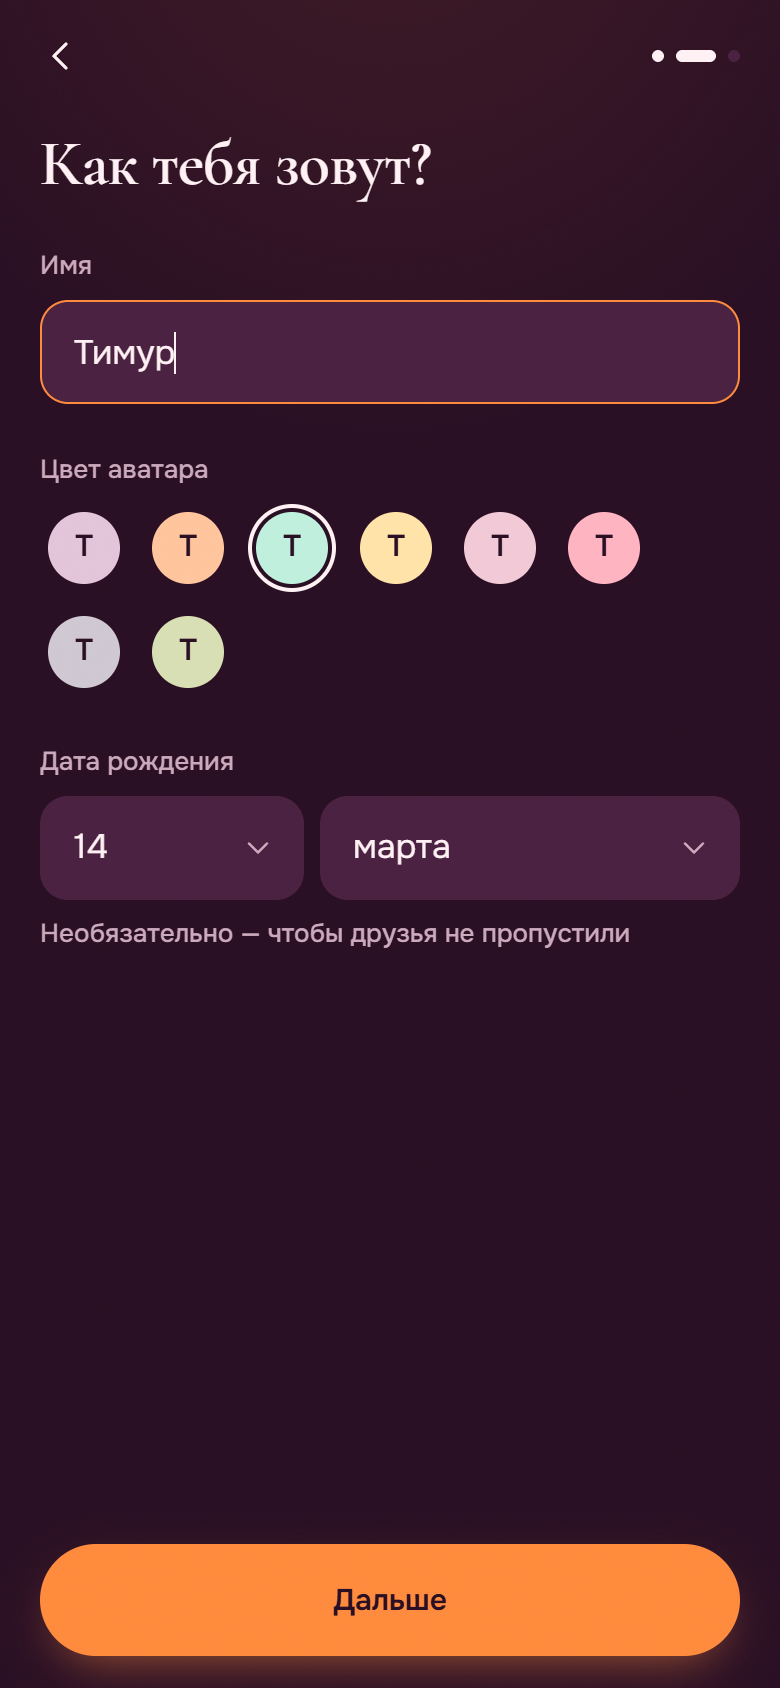 Как тебя зовут?
Имя
Тимур
Цвет аватара
Т Т Т Т Т Т
Т Т
Дата рождения
14 марта
Необязательно — чтобы друзья не пропустили
Дальше